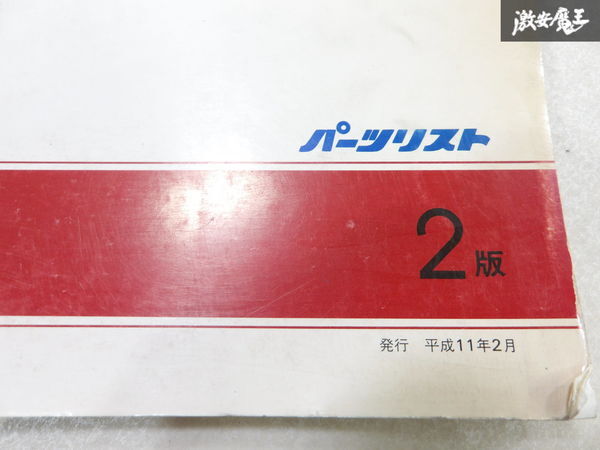 激安魔王
パーツリスト
2版
発行 平成11年2月